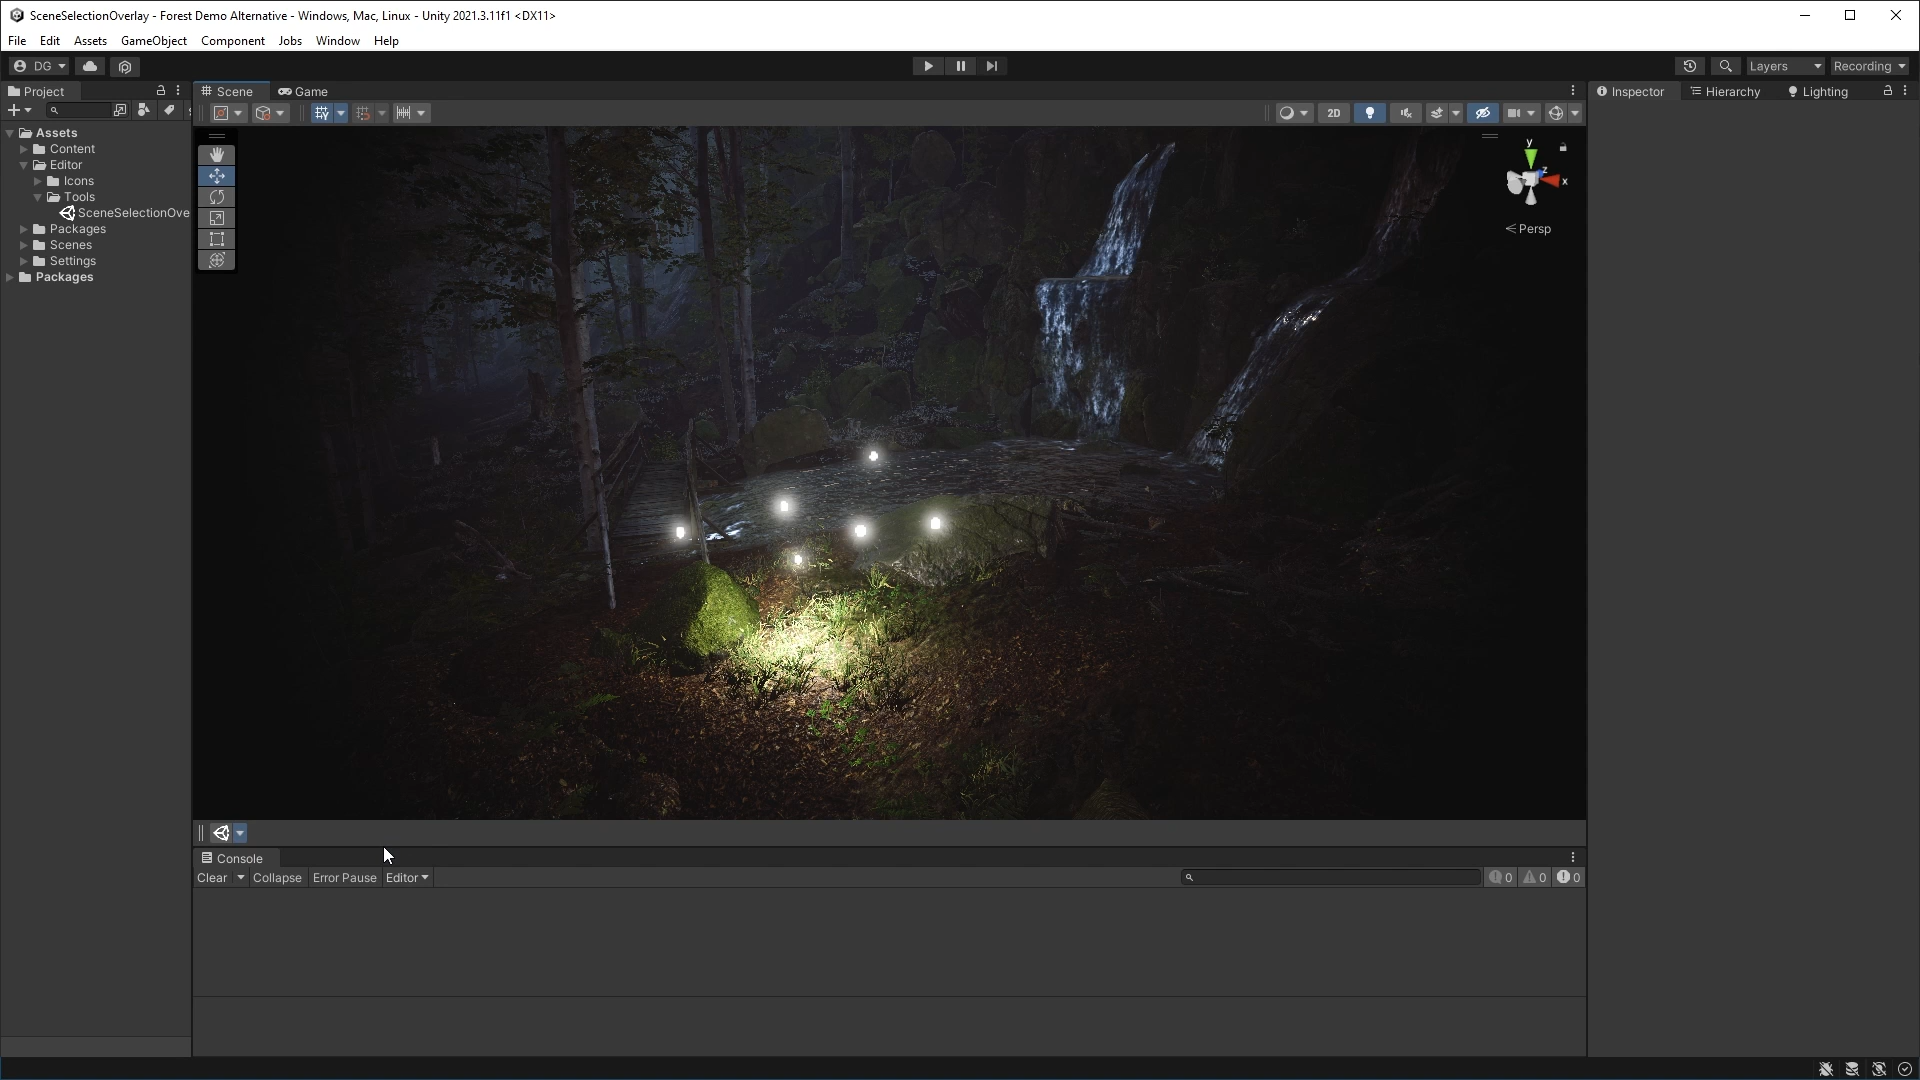 SceneSelectionOverlay - Forest Demo Alternative - Windows, Mac, Linux - Unity 2021.3.11f1 <DX11>
File Edit Assets GameObject Component Jobs Window Help
DG Layers Recording
Project Scene Game Inspector Hierarchy Lighting
2D
Assets
Content
Editor
Icons
Tools
SceneSelectionOve
Packages
Scenes
Settings
Packages
y
z
x
Persp
Console
Clear Collapse Error Pause Editor 0 0 0